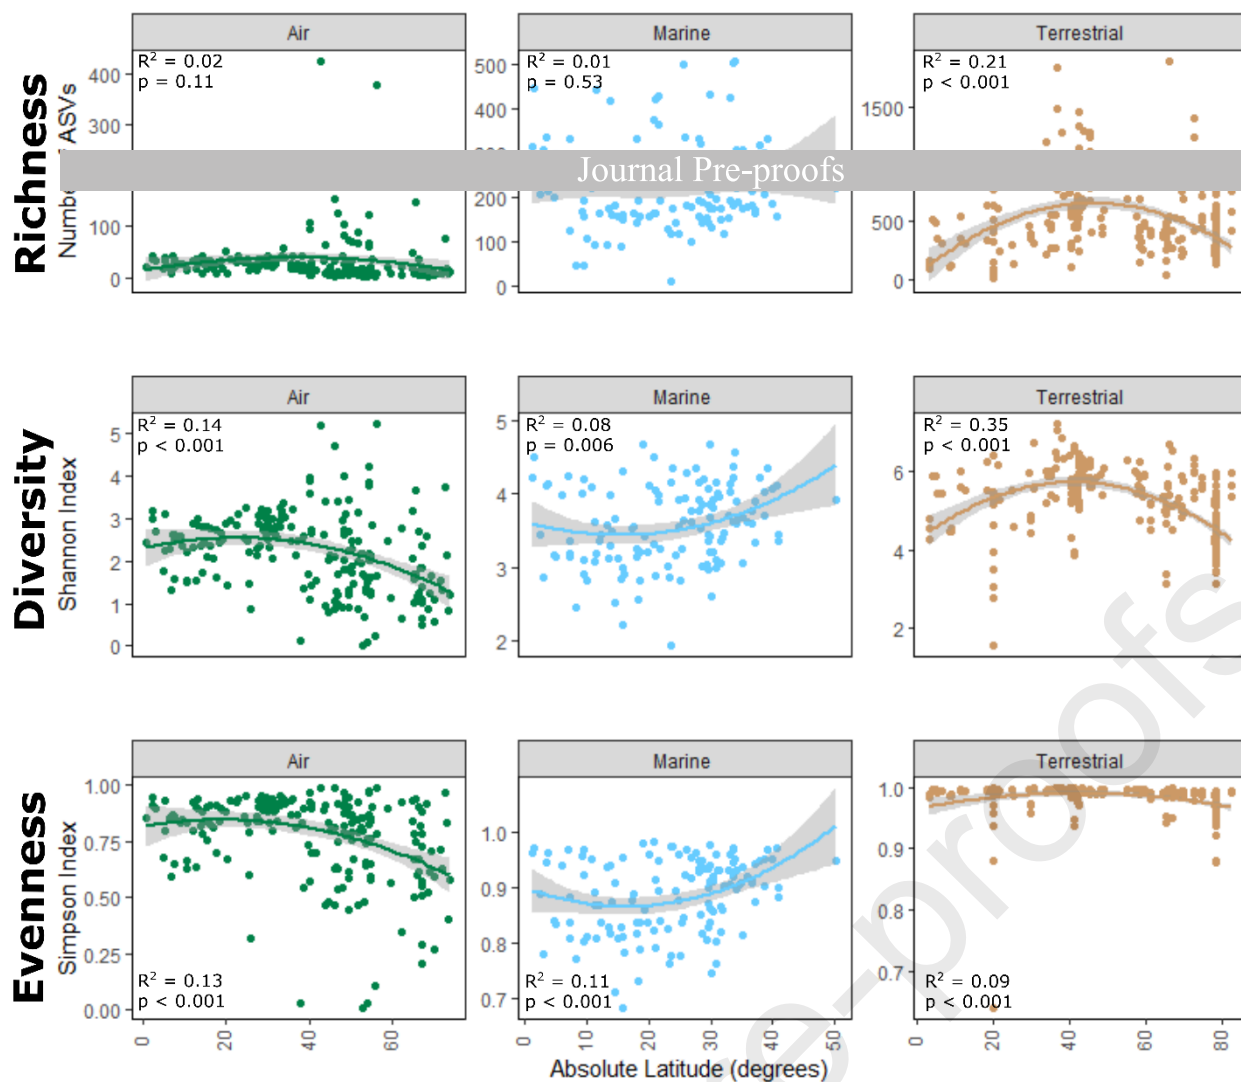 Richness
Air
Marine
Terrestrial
R² = 0.02
p = 0.11
R² = 0.01
p = 0.53
R² = 0.21
p < 0.001
ASVs
400
300
100
0
500
400
200
100
0
1500
500
0
Journal Pre-proofs
Diversity
Shannon Index
Air
Marine
Terrestrial
R² = 0.14
p < 0.001
R² = 0.08
p = 0.006
R² = 0.35
p < 0.001
5
4
3
2
1
0
5
4
3
2
6
4
2
Evenness
Simpson Index
Air
Marine
Terrestrial
1.00
0.75
0.50
0.25
0.00
1.0
0.9
0.8
0.7
1.0
0.9
0.8
0.7
R² = 0.13
p < 0.001
R² = 0.11
p < 0.001
R² = 0.09
p < 0.001
0 20 40 60
0 10 20 30 40 50
0 20 40 60 80
Absolute Latitude (degrees)